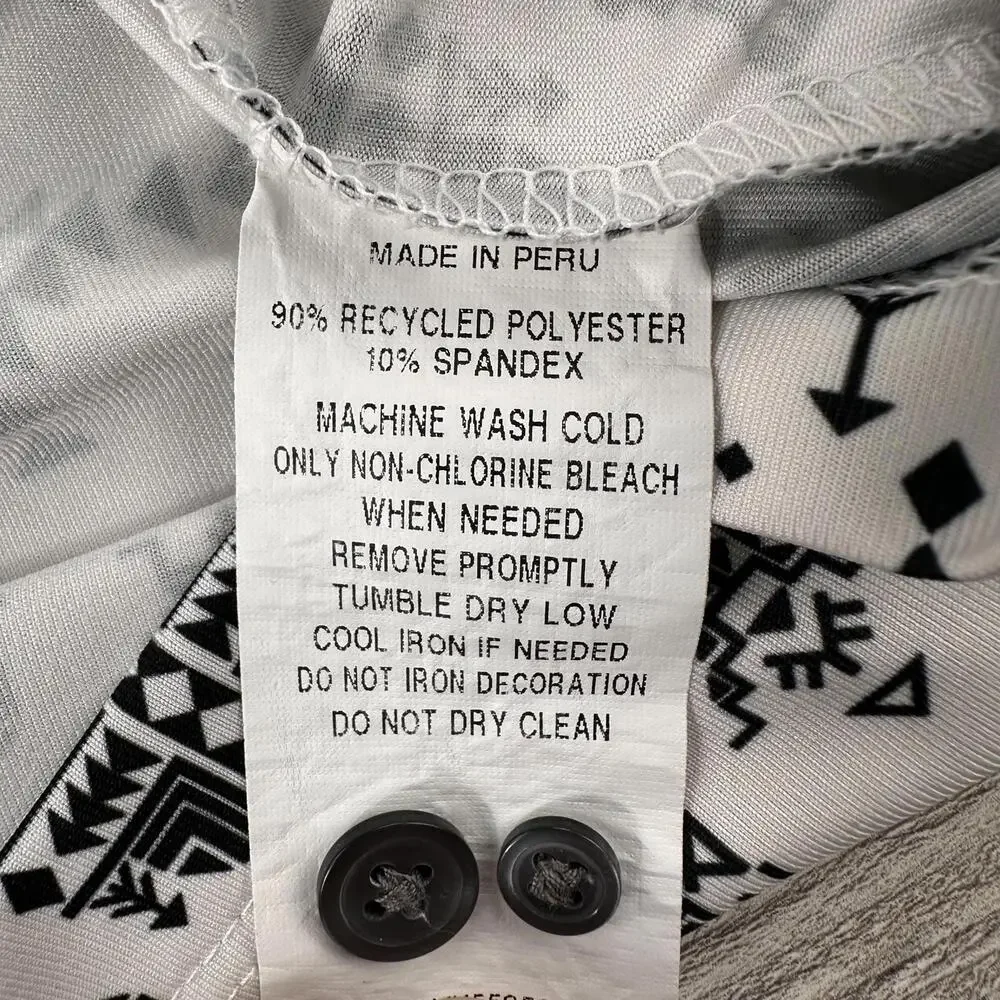 MADE IN PERU
90% RECYCLED POLYESTER
10% SPANDEX
MACHINE WASH COLD
ONLY NON-CHLORINE BLEACH
WHEN NEEDED
REMOVE PROMPTLY
TUMBLE DRY LOW
COOL IRON IF NEEDED
DO NOT IRON DECORATION
DO NOT DRY CLEAN